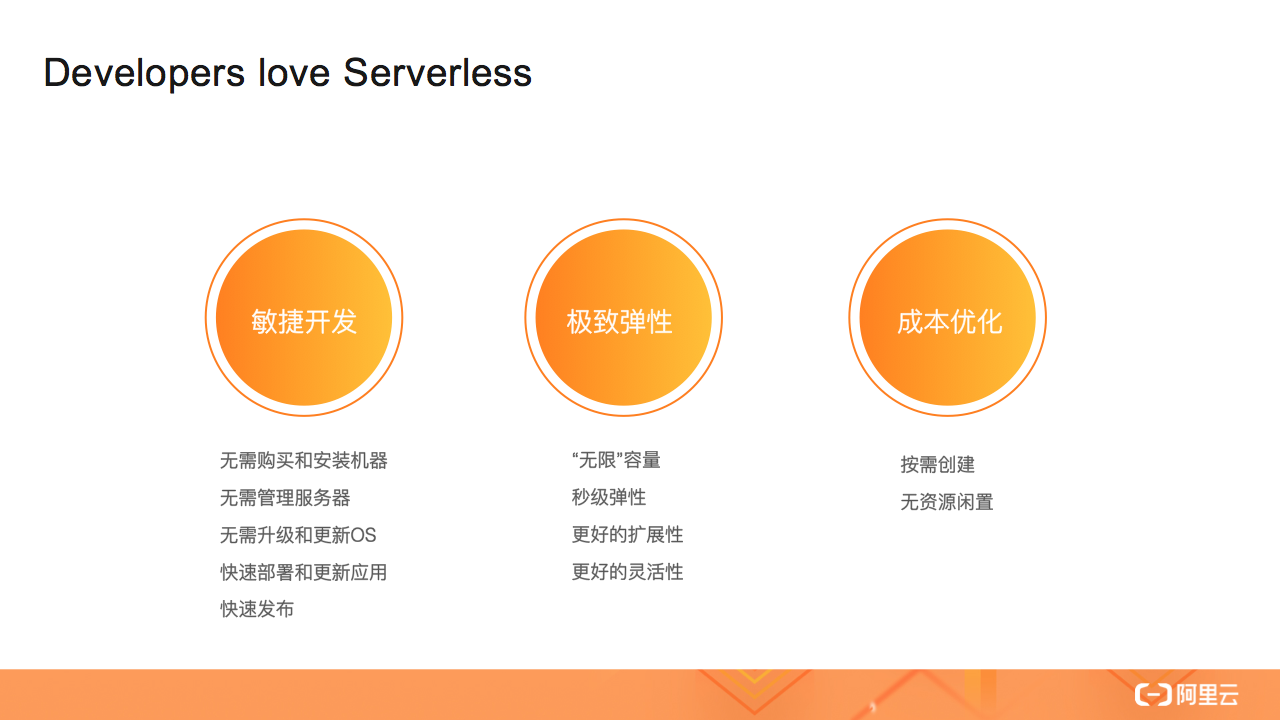 Developers love Serverless
敏捷开发
无需购买和安装机器
无需管理服务器
无需升级和更新OS
快速部署和更新应用
快速发布
极致弹性
“无限”容量
秒级弹性
更好的扩展性
更好的灵活性
成本优化
按需创建
无资源闲置
阿里云